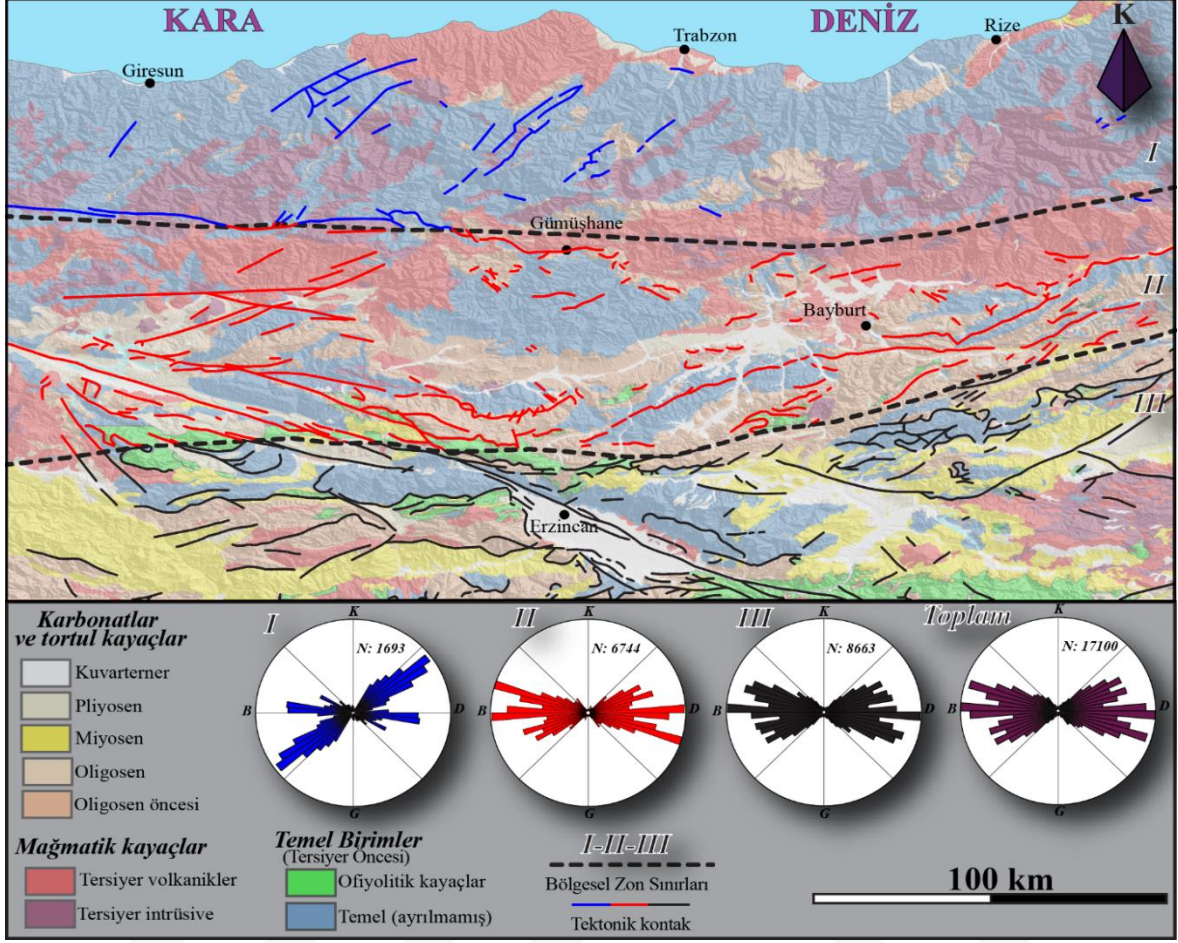 KARA
DENİZ
K
Rize
Trabzon
Giresun
I
Gümüşhane
II
Bayburt
III
Erzincan
Karbonatlar
ve tortul kayaçlar
Kuvarterner
Pliyosen
Miyosen
Oligosen
Oligosen öncesi
Mağmatik kayaçlar
Tersiyer volkanikler
Tersiyer intrüsive
Temel Birimler
(Tersiyer Öncesi)
Ofiyolitik kayaçlar
Temel (ayrılmamış)
I
K
B
G
N: 1693
II
K
D
G
N: 6744
III
K
B
D
G
N: 8663
Toplam
K
B
D
G
N: 17100
I-II-III
Bölgesel Zon Sınırları
Tektonik kontak
100 km